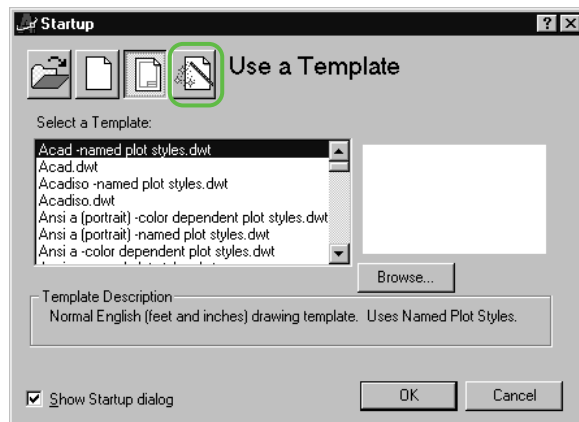 Startup
Use a Template
Select a Template:
Acad -named plot styles.dwt
Acad.dwt
Acadiso -named plot styles.dwt
Acadiso.dwt
Ansi a (portrait) -color dependent plot styles.dwt
Ansi a (portrait) -named plot styles.dwt
Ansi a -color dependent plot styles.dwt
Browse...
Template Description
Normal English (feet and inches) drawing template. Uses Named Plot Styles.
Show Startup dialog
OK
Cancel